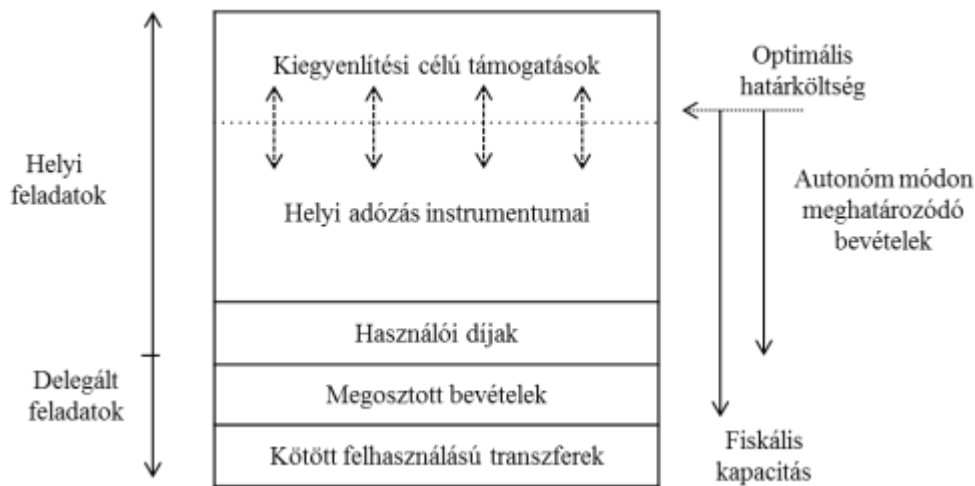 Kiegyenlítési célú támogatások
Optimális
határköltség
Helyi
feladatok
Helyi adózás instrumentumai
Autonóm módon
meghatározódó
bevételek
Használói díjak
Delegált
feladatok
Megosztott bevételek
Kötött felhasználású transzferek
Fiskális
kapacitás